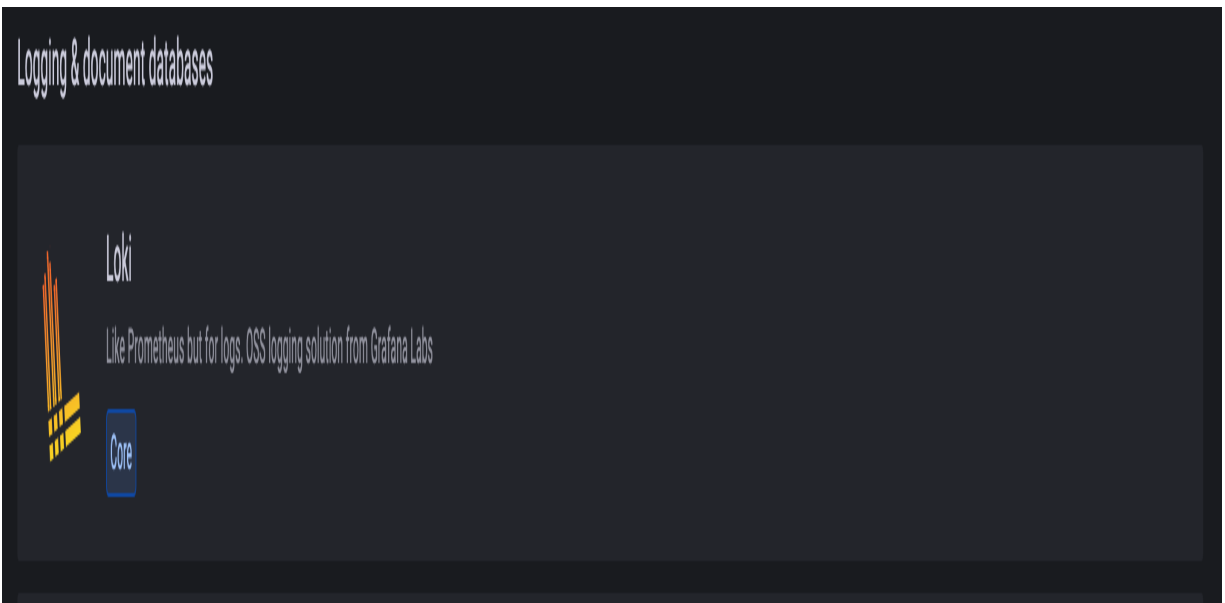 Logging & document databases
Loki
Like Prometheus but for logs. OSS logging solution from Grafana Labs
Core